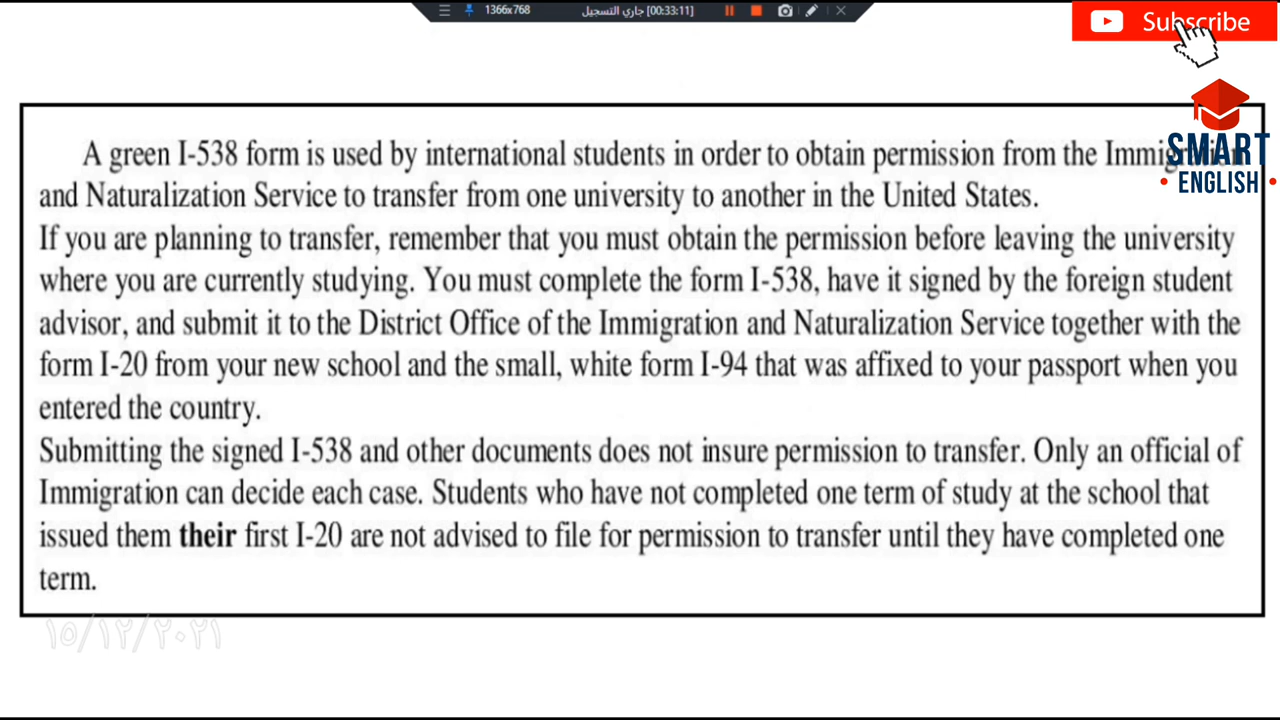 1366x768 جاري التسجيل [00:33:11]
Subscribe
A green I-538 form is used by international students in order to obtain permission from the Immigration
and Naturalization Service to transfer from one university to another in the United States.
SMART
ENGLISH
If you are planning to transfer, remember that you must obtain the permission before leaving the university
where you are currently studying. You must complete the form I-538, have it signed by the foreign student
advisor, and submit it to the District Office of the Immigration and Naturalization Service together with the
form I-20 from your new school and the small, white form I-94 that was affixed to your passport when you
entered the country.
Submitting the signed I-538 and other documents does not insure permission to transfer. Only an official of
Immigration can decide each case. Students who have not completed one term of study at the school that
issued them their first I-20 are not advised to file for permission to transfer until they have completed one
term.
١٥/١٢/٢٠٢١